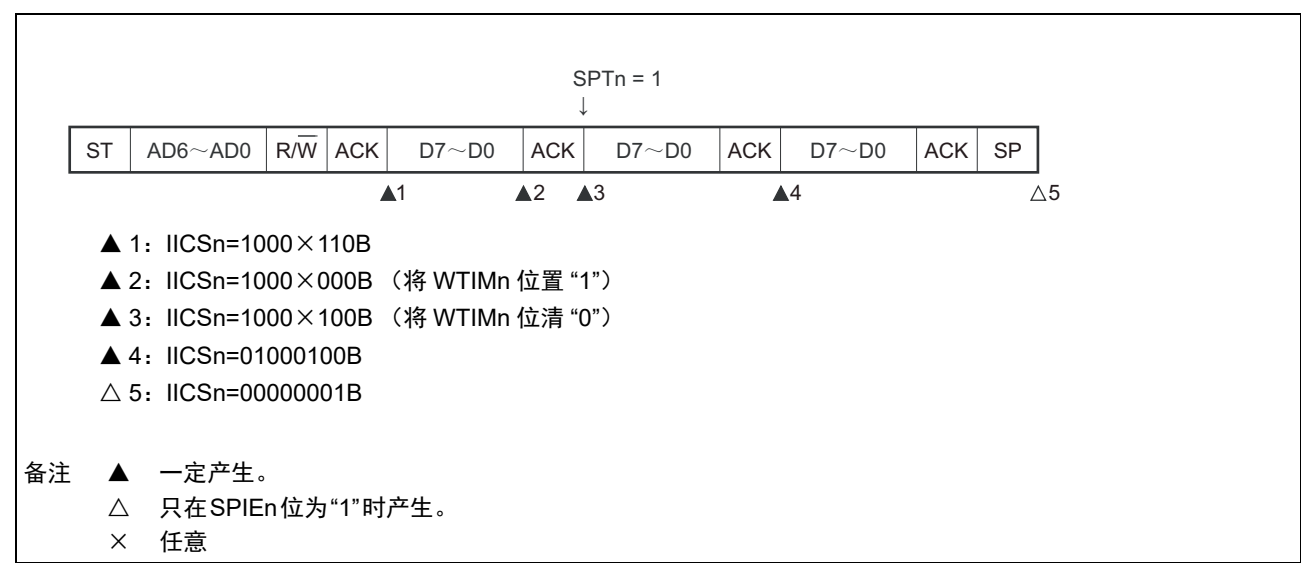 SPTn = 1
↓
ST AD6～AD0 R/W̅ ACK D7～D0 ACK D7～D0 ACK D7～D0 ACK SP
▲1 ▲2 ▲3 ▲4 △5
▲ 1：IICSn=1000×110B
▲ 2：IICSn=1000×000B （将 WTIMn 位置 “1”）
▲ 3：IICSn=1000×100B （将 WTIMn 位清 “0”）
▲ 4：IICSn=01000100B
△ 5：IICSn=00000001B
备注 ▲ 一定产生。
△ 只在SPIEn位为“1”时产生。
× 任意